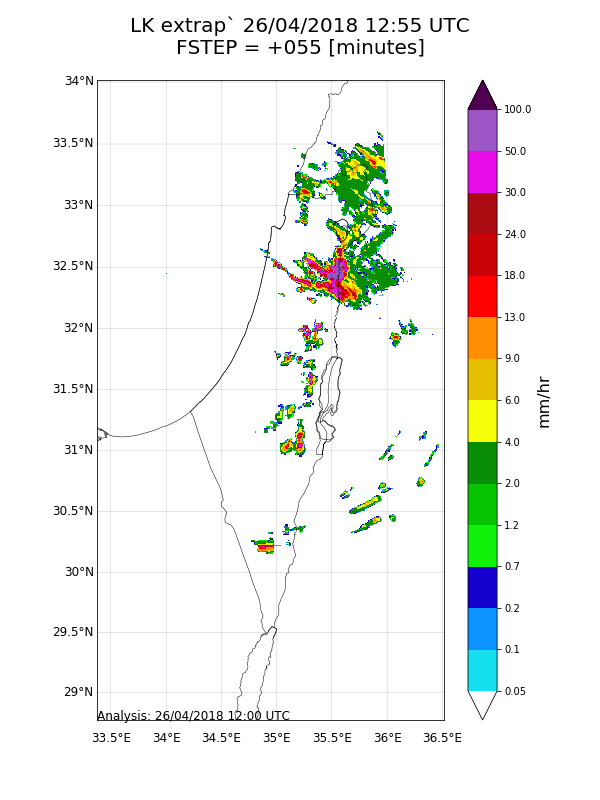 LK extrap` 26/04/2018 12:55 UTC
FSTEP = +055 [minutes]
34°N
33.5°N
33°N
32.5°N
32°N
31.5°N
31°N
30.5°N
30°N
29.5°N
29°N
Analysis: 26/04/2018 12:00 UTC
33.5°E 34°E 34.5°E 35°E 35.5°E 36°E 36.5°E
100.0
50.0
30.0
24.0
18.0
13.0
9.0
6.0
4.0
2.0
1.2
0.7
0.2
0.1
0.05
mm/hr